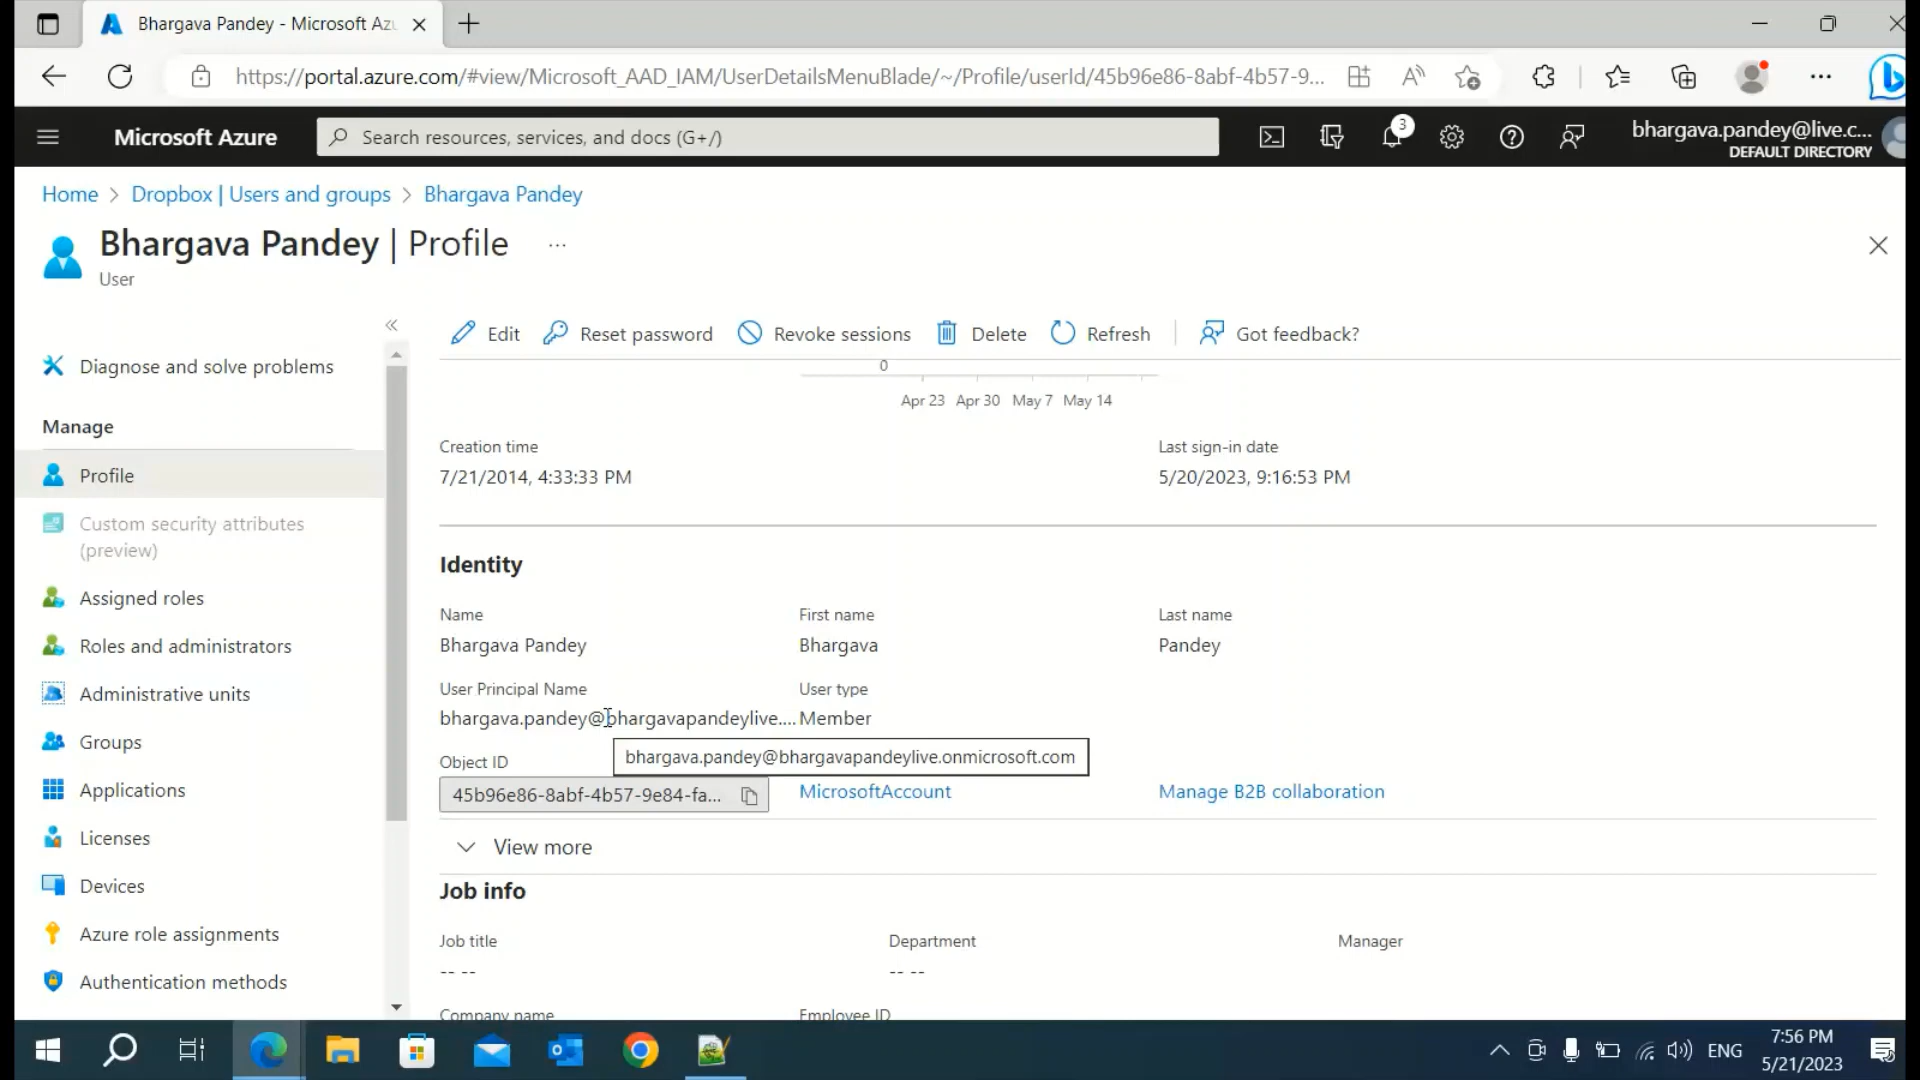 Bhargava Pandey - Microsoft Azu
https://portal.azure.com/#view/Microsoft_AAD_IAM/UserDetailsMenuBlade/~/Profile/userId/45b96e86-8abf-4b57-9...
Microsoft Azure
Search resources, services, and docs (G+/)
3
bhargava.pandey@live.c...
DEFAULT DIRECTORY
Home > Dropbox | Users and groups > Bhargava Pandey
Bhargava Pandey | Profile ...
User
Edit Reset password Revoke sessions Delete Refresh Got feedback?
Diagnose and solve problems
Manage
Profile
Custom security attributes
(preview)
Assigned roles
Roles and administrators
Administrative units
Groups
Applications
Licenses
Devices
Azure role assignments
Authentication methods
0
Apr 23 Apr 30 May 7 May 14
Creation time Last sign-in date
7/21/2014, 4:33:33 PM 5/20/2023, 9:16:53 PM
Identity
Name First name Last name
Bhargava Pandey Bhargava Pandey
User Principal Name User type
bhargava.pandey@bhargavapandeylive.... Member
bhargava.pandey@bhargavapandeylive.onmicrosoft.com
Object ID
45b96e86-8abf-4b57-9e84-fa... MicrosoftAccount Manage B2B collaboration
View more
Job info
Job title Department Manager
-- -- -- --
Company name Employee ID
ENG
7:56 PM
5/21/2023